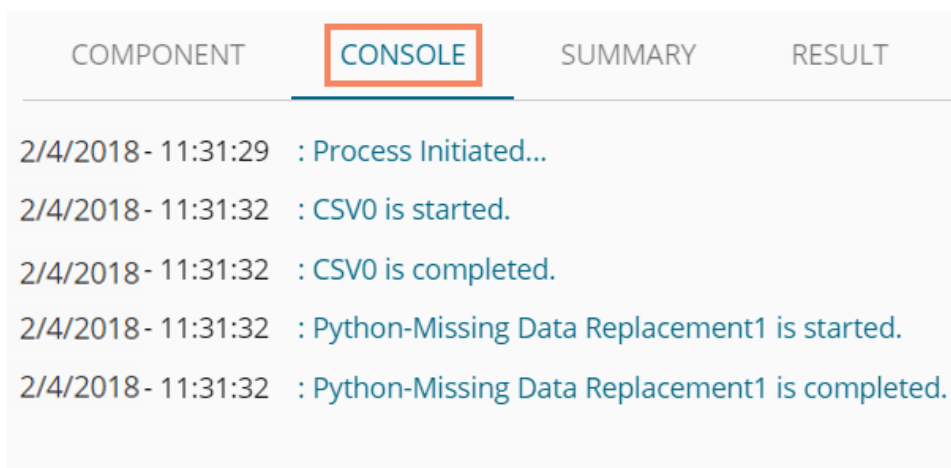 COMPONENT CONSOLE SUMMARY RESULT
2/4/2018 - 11:31:29 : Process Initiated...
2/4/2018 - 11:31:32 : CSV0 is started.
2/4/2018 - 11:31:32 : CSV0 is completed.
2/4/2018 - 11:31:32 : Python-Missing Data Replacement1 is started.
2/4/2018 - 11:31:32 : Python-Missing Data Replacement1 is completed.